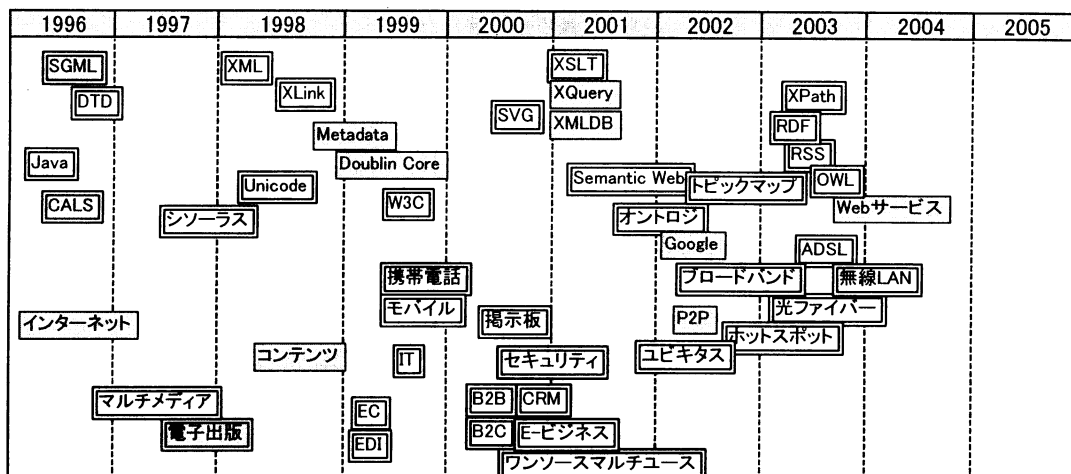 1996 1997 1998 1999 2000 2001 2002 2003 2004 2005
SGML XML XSLT
DTD XLink XQuery XPath
SVG
Metadata XMLDB RDF
Java Doublin Core RSS
Unicode Semantic Web トピックマップ OWL
CALS シソーラス W3C オントロジ Webサービス
Google ADSL
携帯電話 ブロードバンド 無線LAN
モバイル 光ファイバー
インターネット 掲示板 P2P
ホットスポット
コンテンツ IT セキュリティ ユビキタス
マルチメディア EC B2B CRM
電子出版 EDI B2C E-ビジネス
ワンソースマルチユース